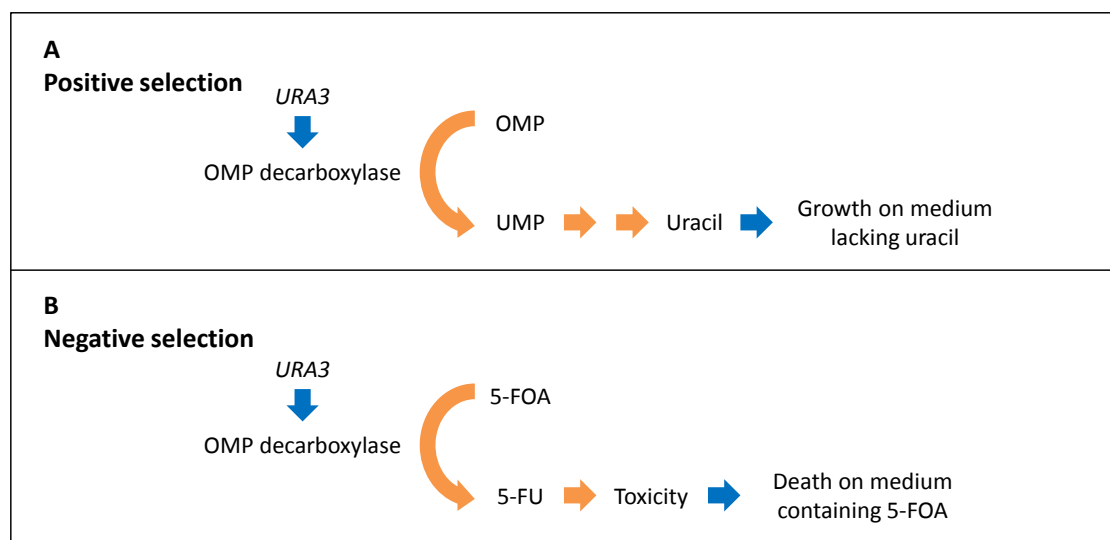 A
Positive selection
URA3
OMP
OMP decarboxylase
UMP
Uracil
Growth on medium
lacking uracil
B
Negative selection
URA3
5-FOA
OMP decarboxylase
5-FU
Toxicity
Death on medium
containing 5-FOA